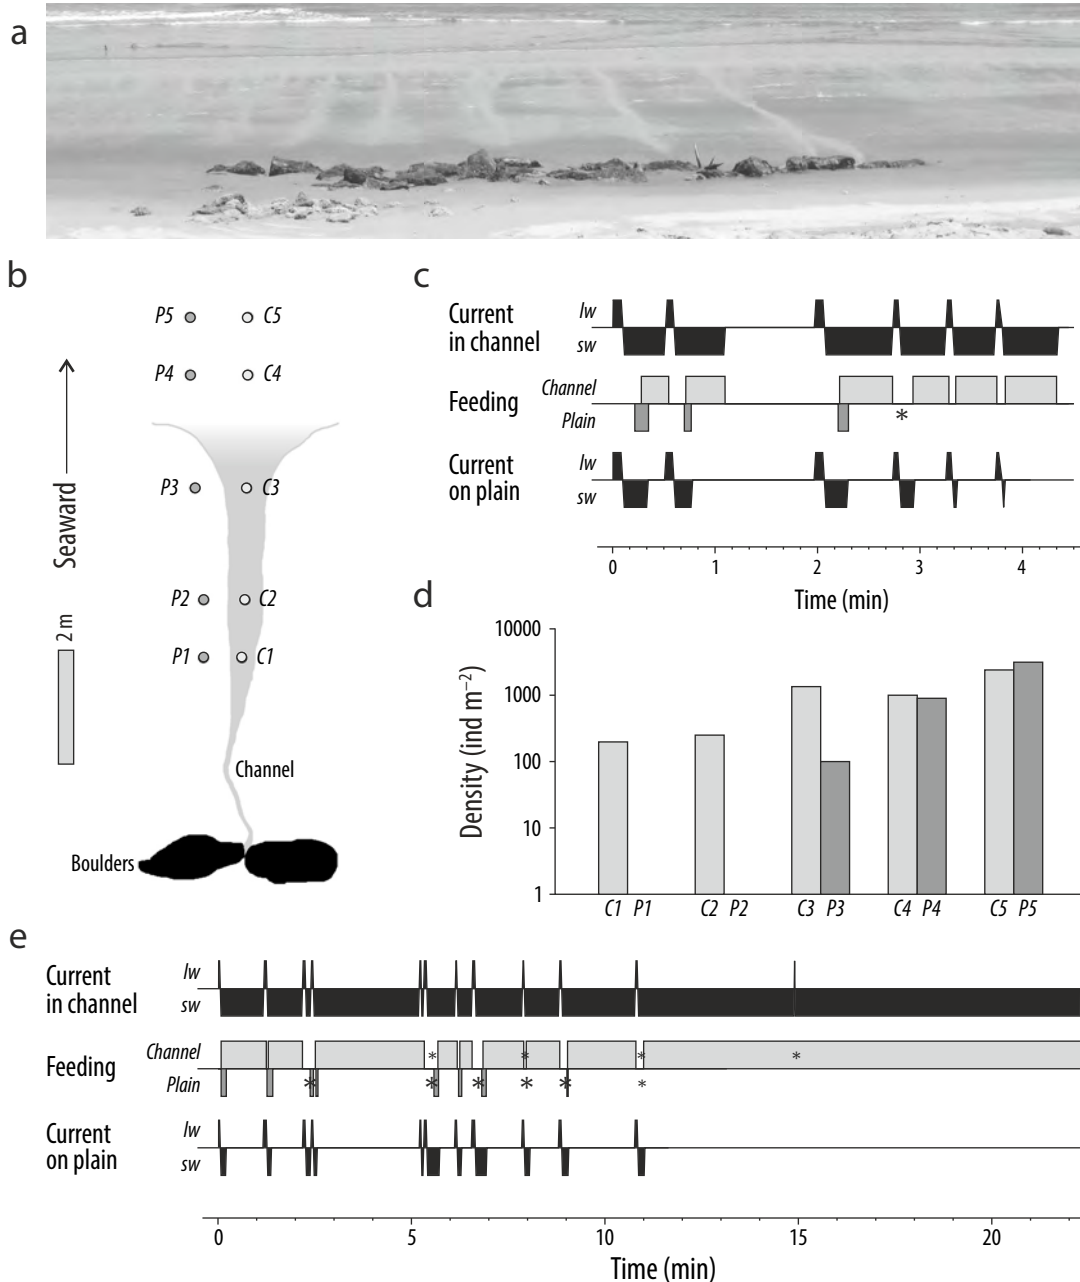 a
b
P5 C5
P4 C4
P3 C3
P2 C2
P1 C1
Seaward
2 m
Channel
Boulders
c
Current in channel
lw
sw
Feeding
Channel
Plain
*
Current on plain
lw
sw
0 1 2 3 4
Time (min)
d
Density (ind m⁻²)
10000
1000
100
10
1
C1 P1 C2 P2 C3 P3 C4 P4 C5 P5
e
Current in channel
lw
sw
Feeding
Channel
* * * *
Plain
* * * * * *
Current on plain
lw
sw
0 5 10 15 20
Time (min)